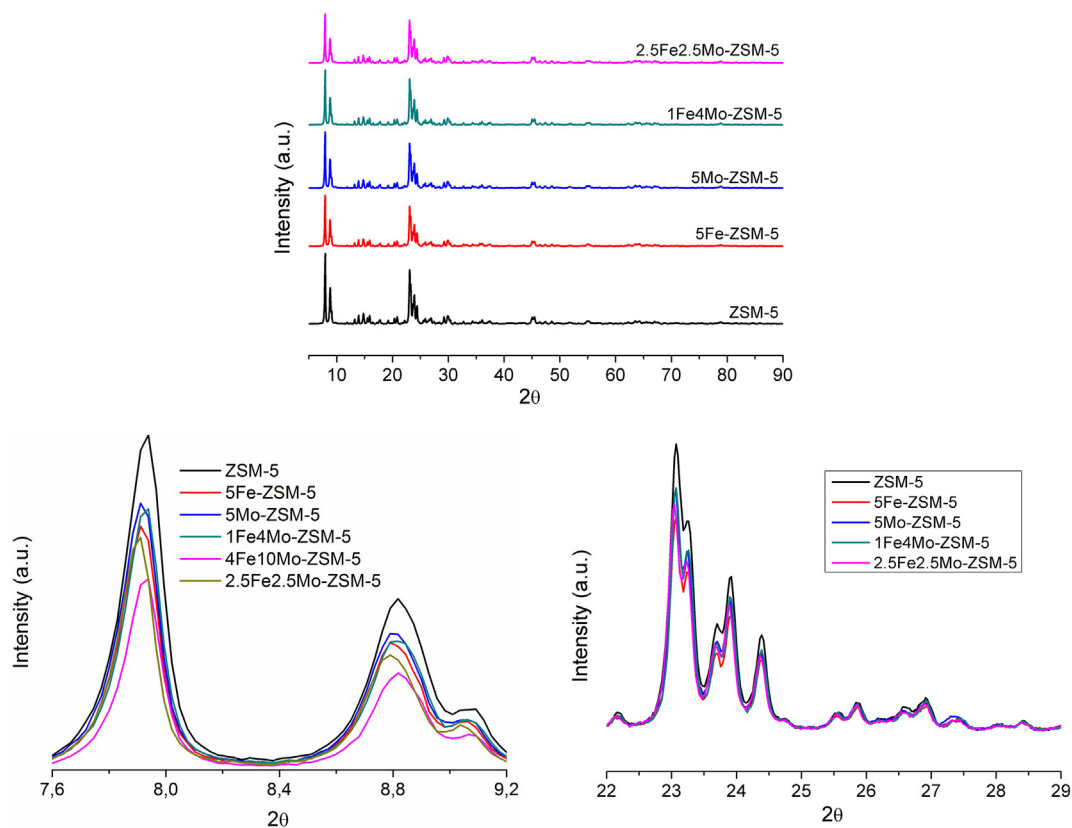 2.5Fe2.5Mo-ZSM-5
1Fe4Mo-ZSM-5
5Mo-ZSM-5
5Fe-ZSM-5
ZSM-5
Intensity (a.u.)
10 20 30 40 50 60 70 80 90
2θ
ZSM-5
5Fe-ZSM-5
5Mo-ZSM-5
1Fe4Mo-ZSM-5
4Fe10Mo-ZSM-5
2.5Fe2.5Mo-ZSM-5
Intensity (a.u.)
7,6 8,0 8,4 8,8 9,2
2θ
ZSM-5
5Fe-ZSM-5
5Mo-ZSM-5
1Fe4Mo-ZSM-5
2.5Fe2.5Mo-ZSM-5
Intensity (a.u.)
22 23 24 25 26 27 28 29
2θ